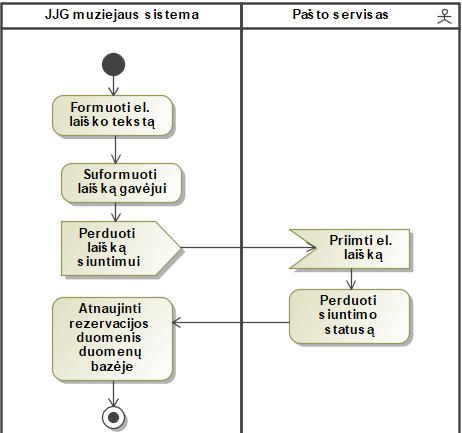 JJG muziejaus sistema
Pašto servisas
Formuoti el.
laiško tekstą
Suformuoti
laišką gavėjui
Perduoti
laišką
siuntimui
Priimti el.
laišką
Perduoti
siuntimo
statusą
Atnaujinti
rezervacijos
duomenis
duomenų
bazėje